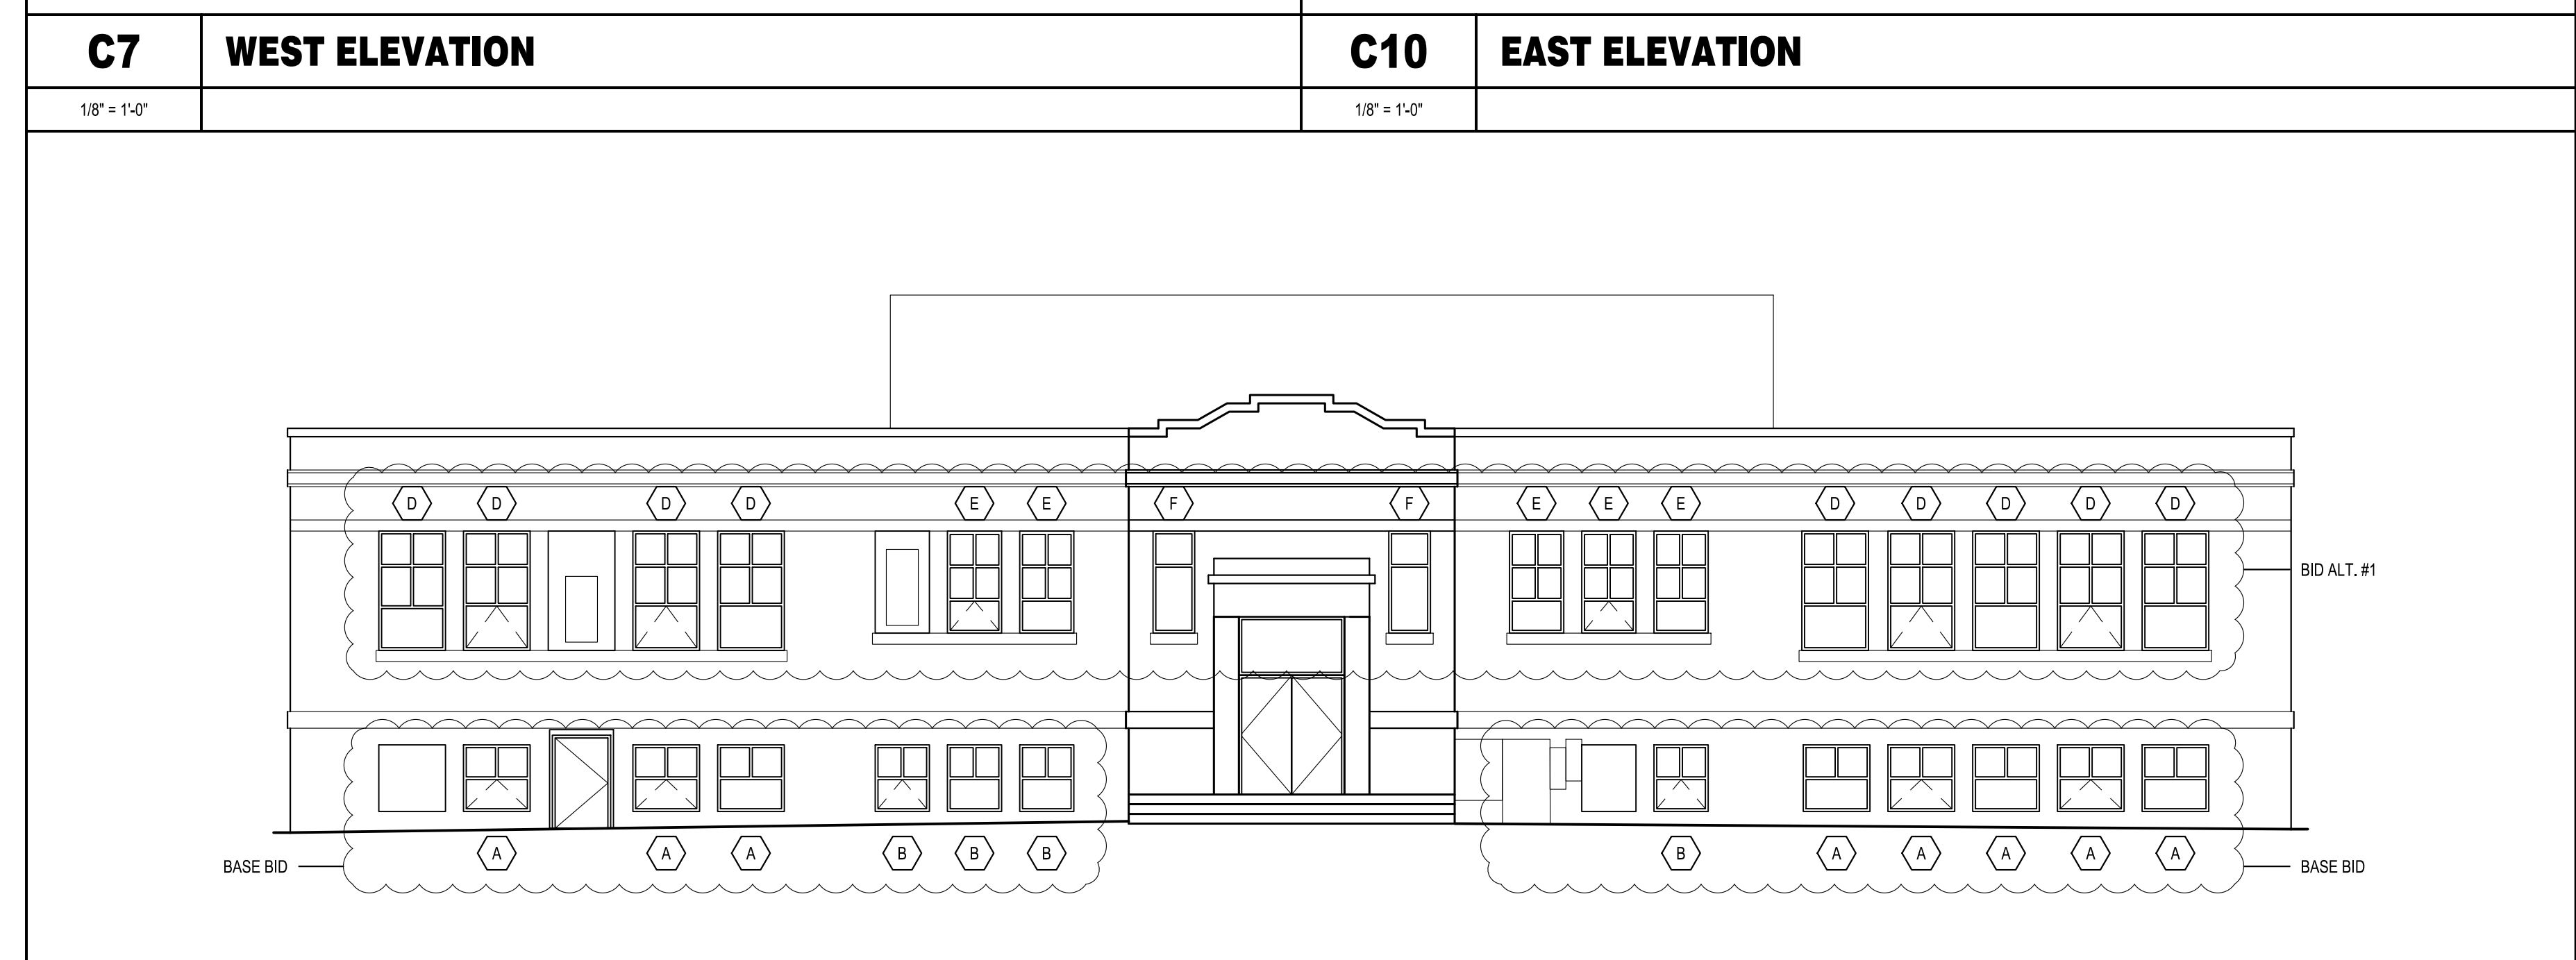 C7 WEST ELEVATION C10 EAST ELEVATION
1/8" = 1'-0" 1/8" = 1'-0"
D D D D E E F F E E E D D D D D
BID ALT. #1
A A A B B B B A A A A A
BASE BID BASE BID